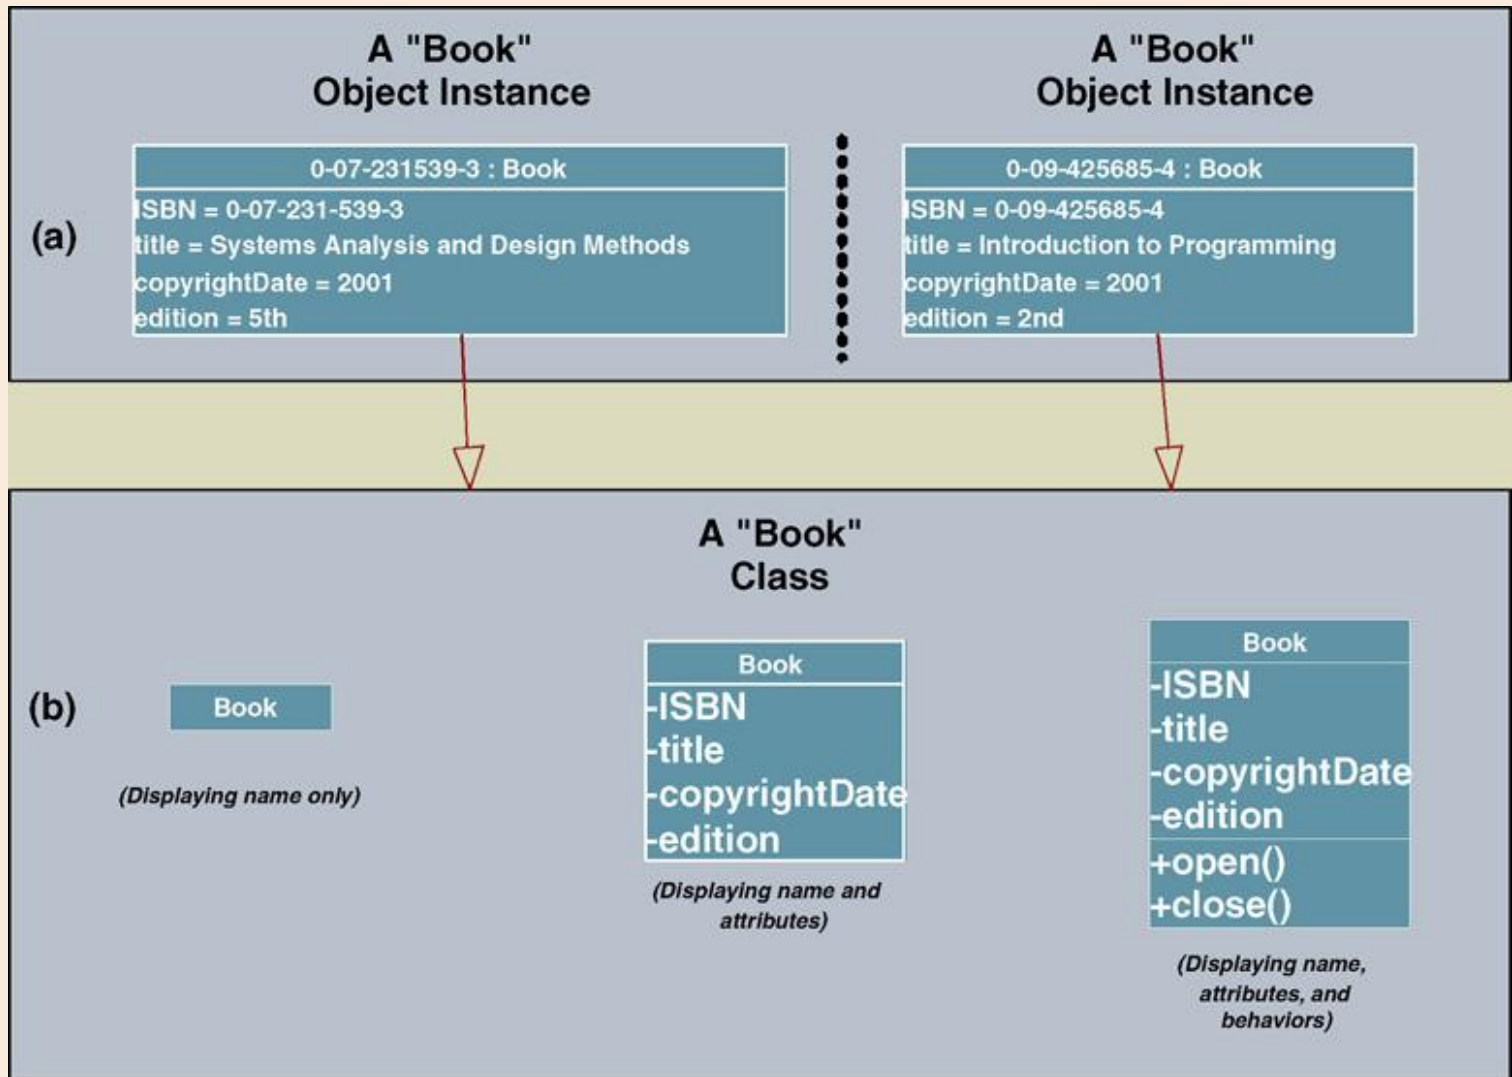 A "Book"
Object Instance
0-07-231539-3 : Book
ISBN = 0-07-231-539-3
title = Systems Analysis and Design Methods
copyrightDate = 2001
edition = 5th
A "Book"
Object Instance
0-09-425685-4 : Book
ISBN = 0-09-425685-4
title = Introduction to Programming
copyrightDate = 2001
edition = 2nd
(a)
A "Book"
Class
(b)
Book
(Displaying name only)
Book
-ISBN
-title
-copyrightDate
-edition
(Displaying name and
attributes)
Book
-ISBN
-title
-copyrightDate
-edition
+open()
+close()
(Displaying name,
attributes, and
behaviors)